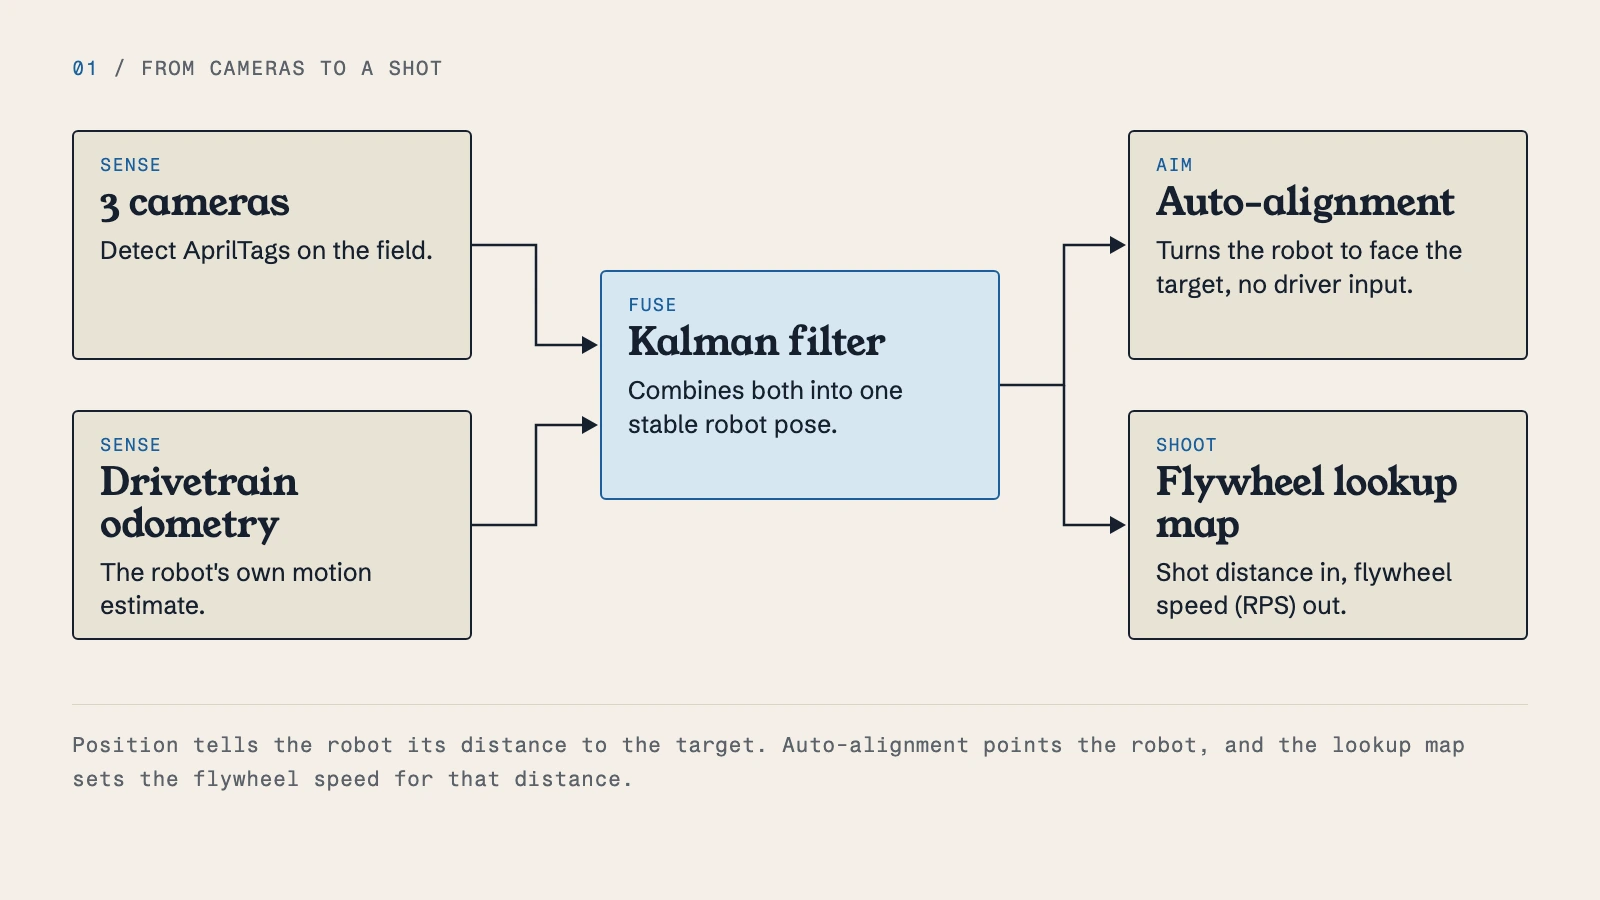 01 / FROM CAMERAS TO A SHOT
SENSE
3 cameras
Detect AprilTags on the field.
SENSE
Drivetrain
odometry
The robot's own motion
estimate.
FUSE
Kalman filter
Combines both into one
stable robot pose.
AIM
Auto-alignment
Turns the robot to face the
target, no driver input.
SHOOT
Flywheel lookup
map
Shot distance in, flywheel
speed (RPS) out.
Position tells the robot its distance to the target. Auto-alignment points the robot, and the lookup map
sets the flywheel speed for that distance.